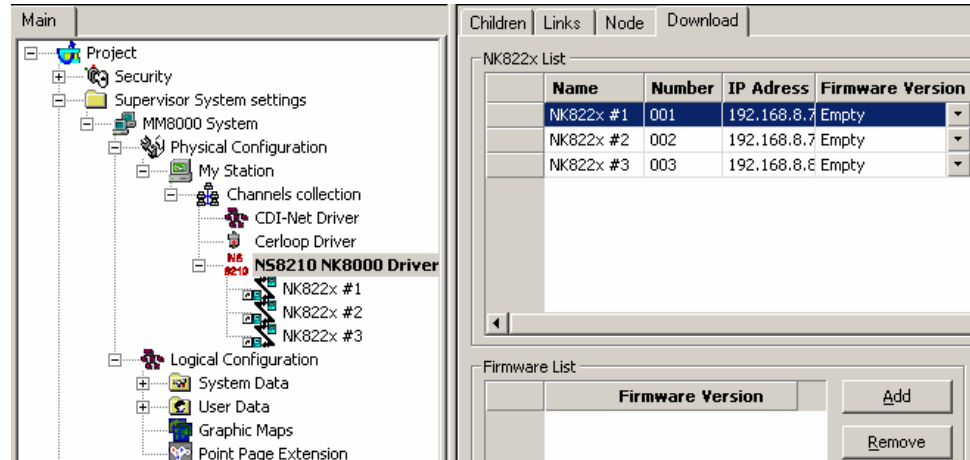 Main
Project
Security
Supervisor System settings
MM8000 System
Physical Configuration
My Station
Channels collection
CDI-Net Driver
Cerloop Driver
NS 8210
NS8210 NK8000 Driver
NK822x #1
NK822x #2
NK822x #3
Logical Configuration
System Data
User Data
Graphic Maps
Point Page Extension
Children Links Node Download
NK822x List
Name Number IP Adress Firmware Version
NK822x #1 001 192.168.8.7 Empty
NK822x #2 002 192.168.8.7 Empty
NK822x #3 003 192.168.8.8 Empty
Firmware List
Firmware Version
Add
Remove